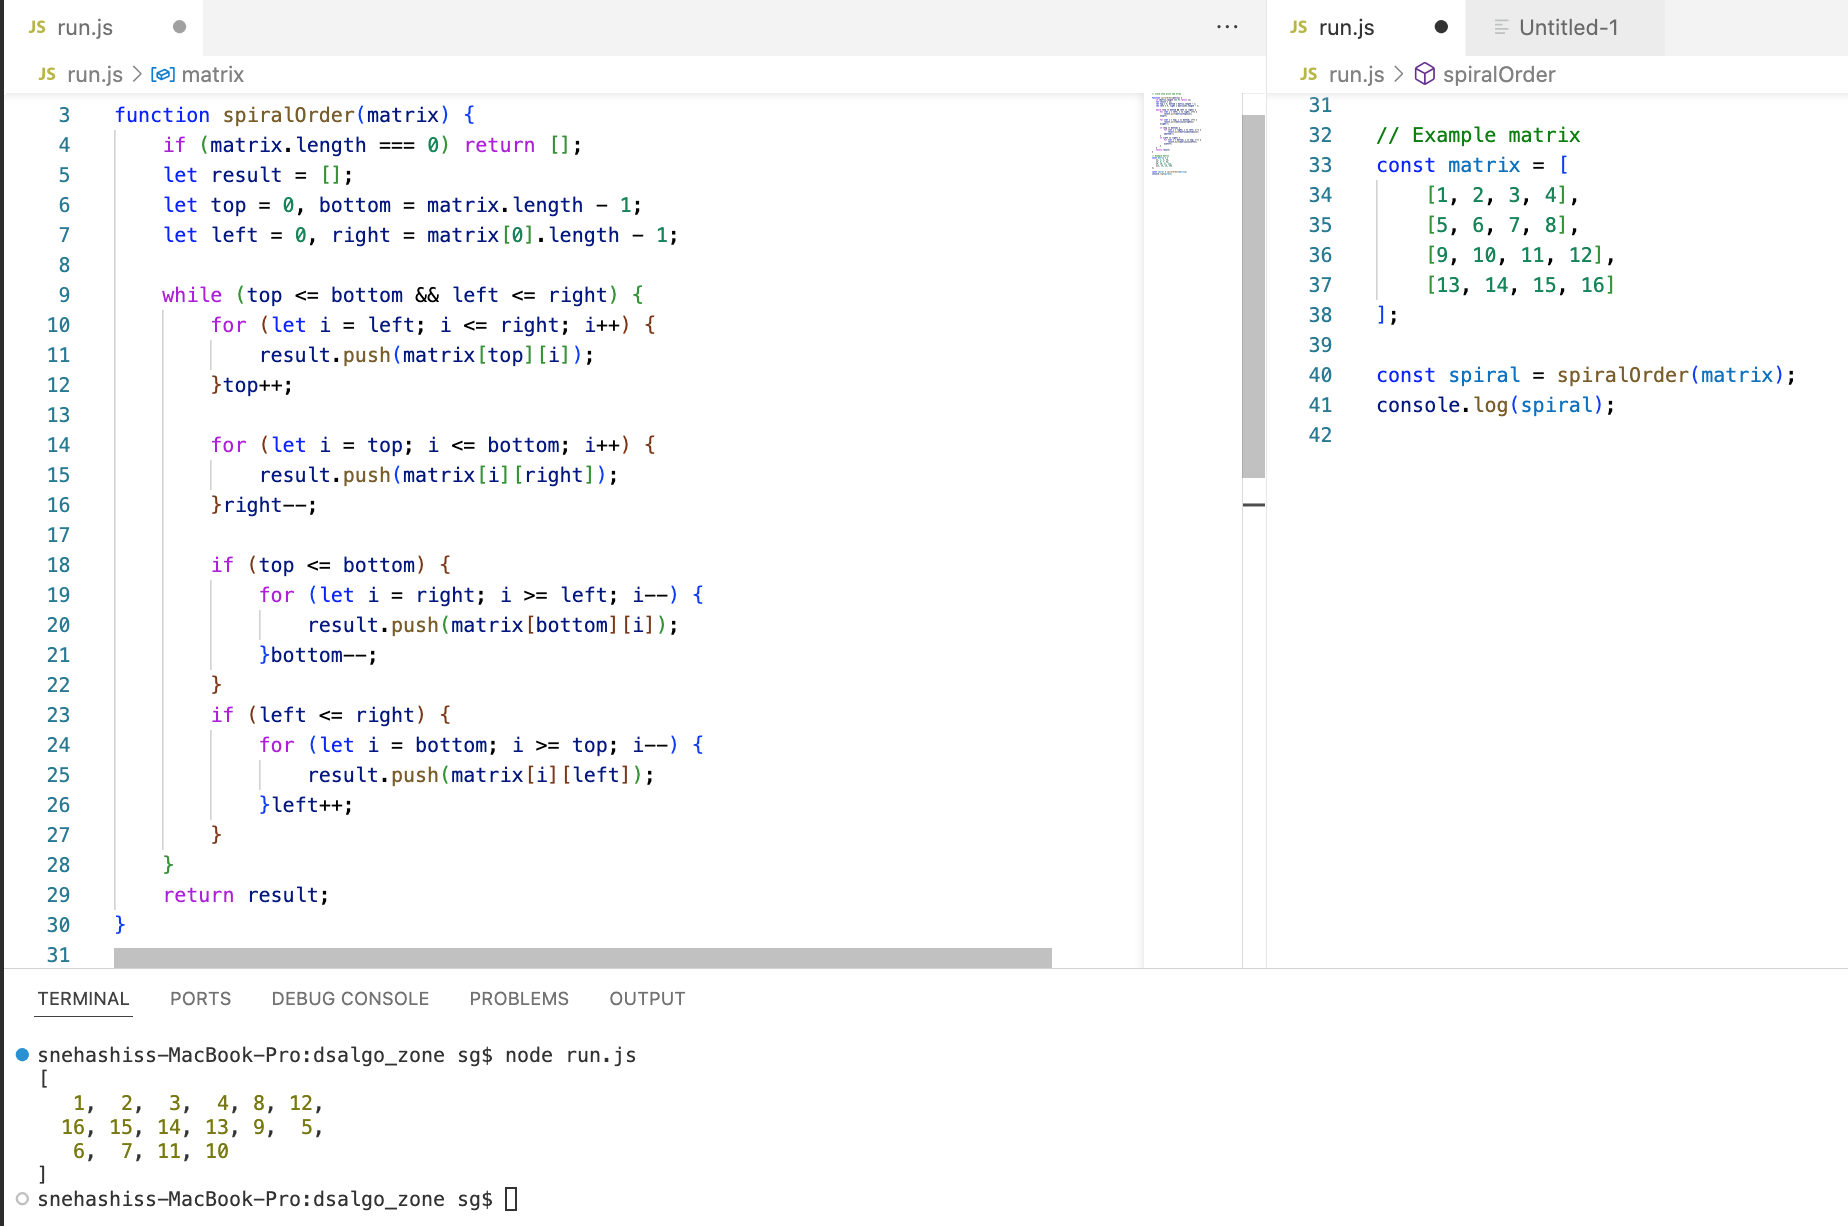 JS run.js
···
JS run.js > matrix
3 function spiralOrder(matrix) {
4     if (matrix.length === 0) return [];
5     let result = [];
6     let top = 0, bottom = matrix.length - 1;
7     let left = 0, right = matrix[0].length - 1;
8
9     while (top <= bottom && left <= right) {
10         for (let i = left; i <= right; i++) {
11             result.push(matrix[top][i]);
12         }top++;
13
14         for (let i = top; i <= bottom; i++) {
15             result.push(matrix[i][right]);
16         }right--;
17
18         if (top <= bottom) {
19             for (let i = right; i >= left; i--) {
20                 result.push(matrix[bottom][i]);
21             }bottom--;
22         }
23         if (left <= right) {
24             for (let i = bottom; i >= top; i--) {
25                 result.push(matrix[i][left]);
26             }left++;
27         }
28     }
29     return result;
30 }
31
JS run.js
Untitled-1
JS run.js > spiralOrder
31
32 // Example matrix
33 const matrix = [
34     [1, 2, 3, 4],
35     [5, 6, 7, 8],
36     [9, 10, 11, 12],
37     [13, 14, 15, 16]
38 ];
39
40 const spiral = spiralOrder(matrix);
41 console.log(spiral);
42
TERMINAL PORTS DEBUG CONSOLE PROBLEMS OUTPUT
snehashiss-MacBook-Pro:dsalgo_zone sg$ node run.js
[
   1,  2,  3,  4, 8, 12,
  16, 15, 14, 13, 9,  5,
   6,  7, 11, 10
]
snehashiss-MacBook-Pro:dsalgo_zone sg$